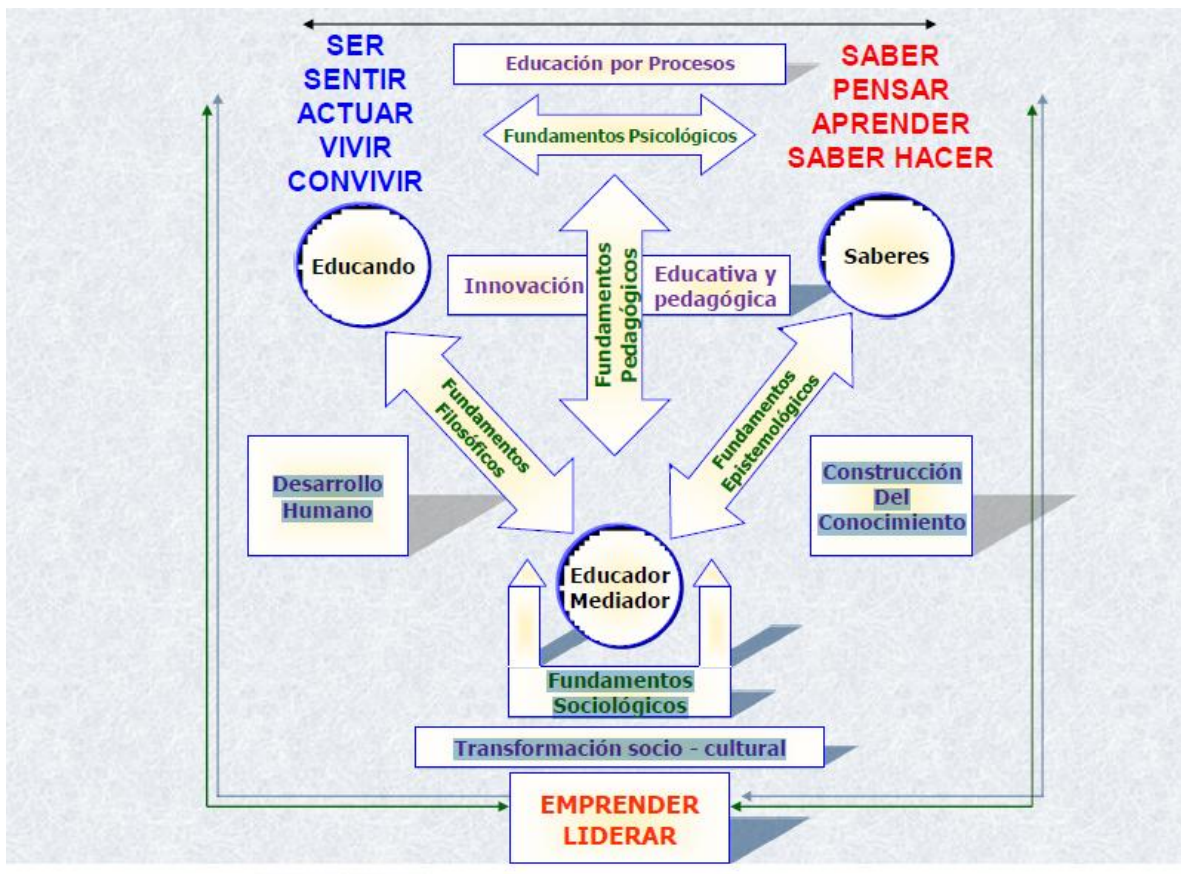 SER
SENTIR
ACTUAR
VIVIR
CONVIVIR
Educación por Procesos
Fundamentos Psicológicos
SABER
PENSAR
APRENDER
SABER HACER
Educando
Innovación
Fundamentos
Pedagógicos
Educativa y
pedagógica
Saberes
Fundamentos
Filosóficos
Fundamentos
Epistemológicos
Desarrollo
Humano
Construcción
Del
Conocimiento
Educador
Mediador
Fundamentos
Sociológicos
Transformación socio - cultural
EMPRENDER
LIDERAR